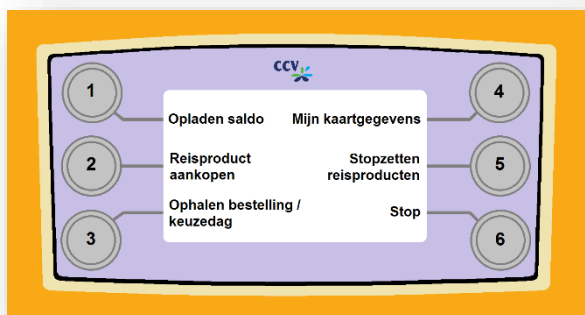 ccv
1
Opladen saldo
Mijn kaartgegevens
4
2
Reisproduct
aankopen
Stopzetten
reisproducten
5
3
Ophalen bestelling /
keuzedag
Stop
6